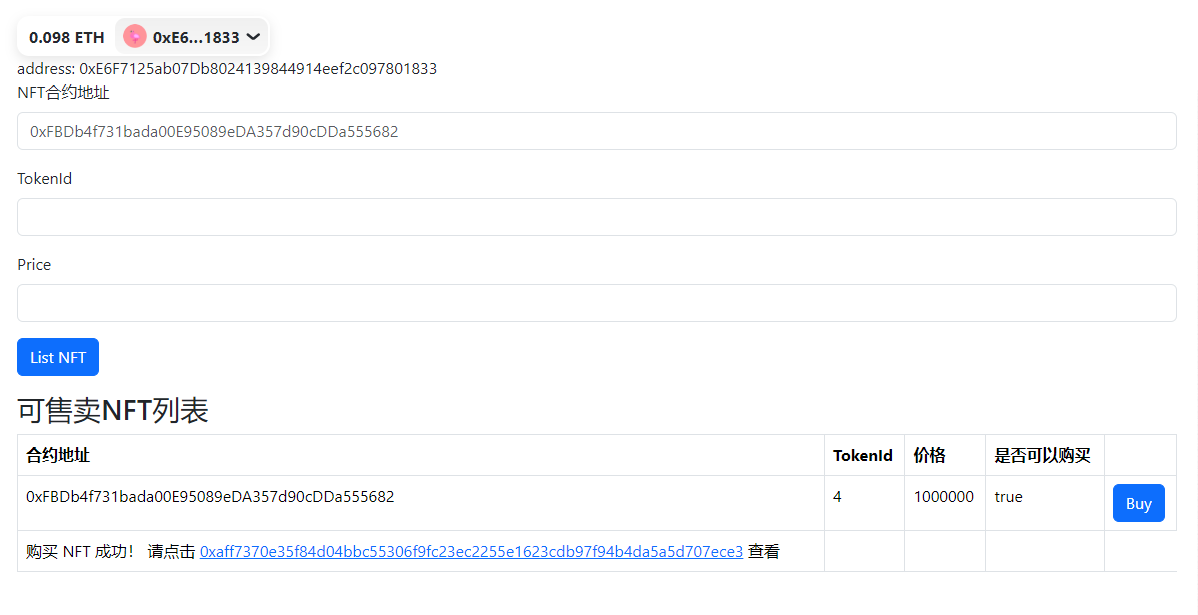 0.098 ETH 0xE6...1833
address: 0xE6F7125ab07Db8024139844914eef2c097801833
NFT合约地址
0xFBDb4f731bada00E95089eDA357d90cDDa555682
TokenId
Price
List NFT
可售卖NFT列表
合约地址 TokenId 价格 是否可以购买
0xFBDb4f731bada00E95089eDA357d90cDDa555682 4 1000000 true Buy
购买 NFT 成功! 请点击 0xaff7370e35f84d04bbc55306f9fc23ec2255e1623cdb97f94b4da5a5d707ece3 查看